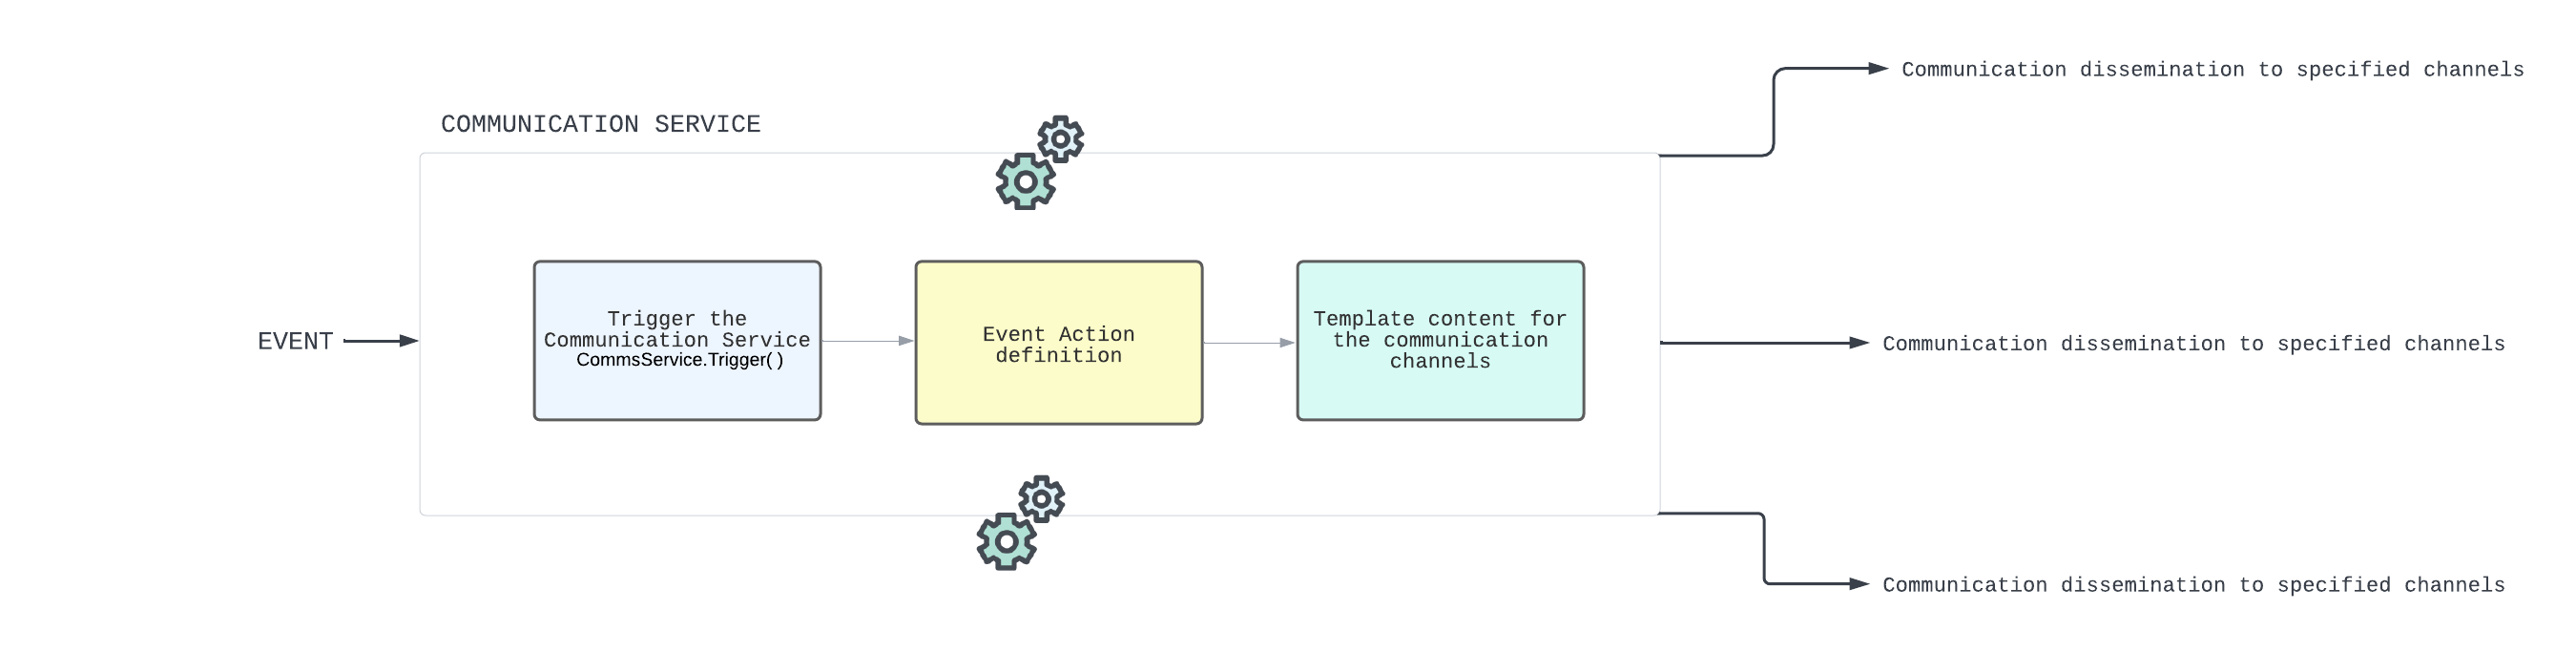 Communication dissemination to specified channels
COMMUNICATION SERVICE
EVENT
Trigger the
Communication Service
CommsService.Trigger()
Event Action
definition
Template content for
the communication
channels
Communication dissemination to specified channels
Communication dissemination to specified channels